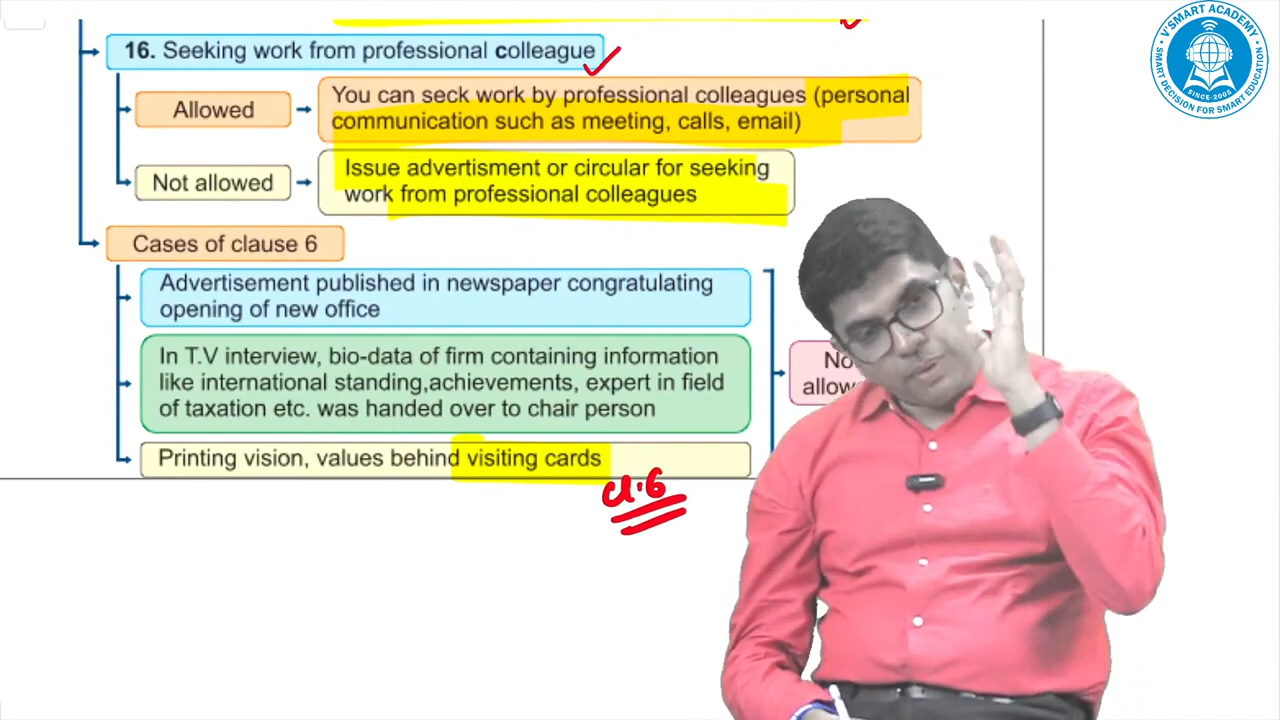 16. Seeking work from professional colleague
Allowed
You can seck work by professional colleagues (personal
communication such as meeting, calls, email)
Not allowed
Issue advertisment or circular for seeking
work from professional colleagues
Cases of clause 6
Advertisement published in newspaper congratulating
opening of new office
In T.V interview, bio-data of firm containing information
like international standing,achievements, expert in field
of taxation etc. was handed over to chair person
Printing vision, values behind visiting cards
cl.6
V'SMART ACADEMY
SINCE-2005
SMART DECISION FOR SMART EDUCATION